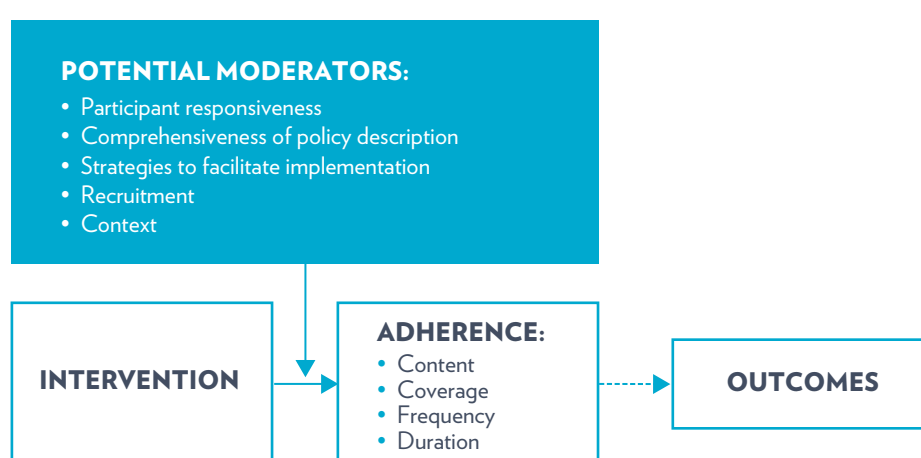 POTENTIAL MODERATORS:
• Participant responsiveness
• Comprehensiveness of policy description
• Strategies to facilitate implementation
• Recruitment
• Context
INTERVENTION
ADHERENCE:
• Content
• Coverage
• Frequency
• Duration
OUTCOMES